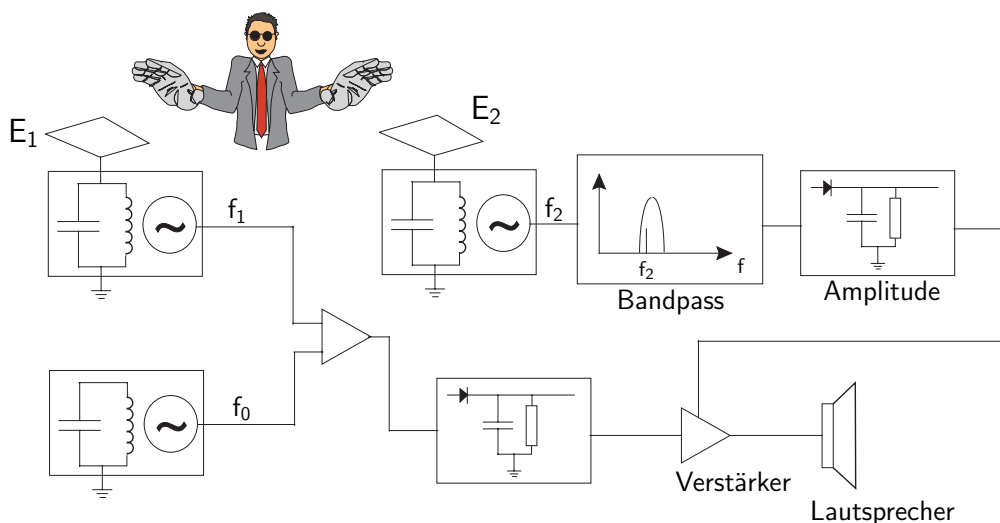 E1
E2
f1
f2
f2
f
Bandpass
Amplitude
f0
Verstärker
Lautsprecher